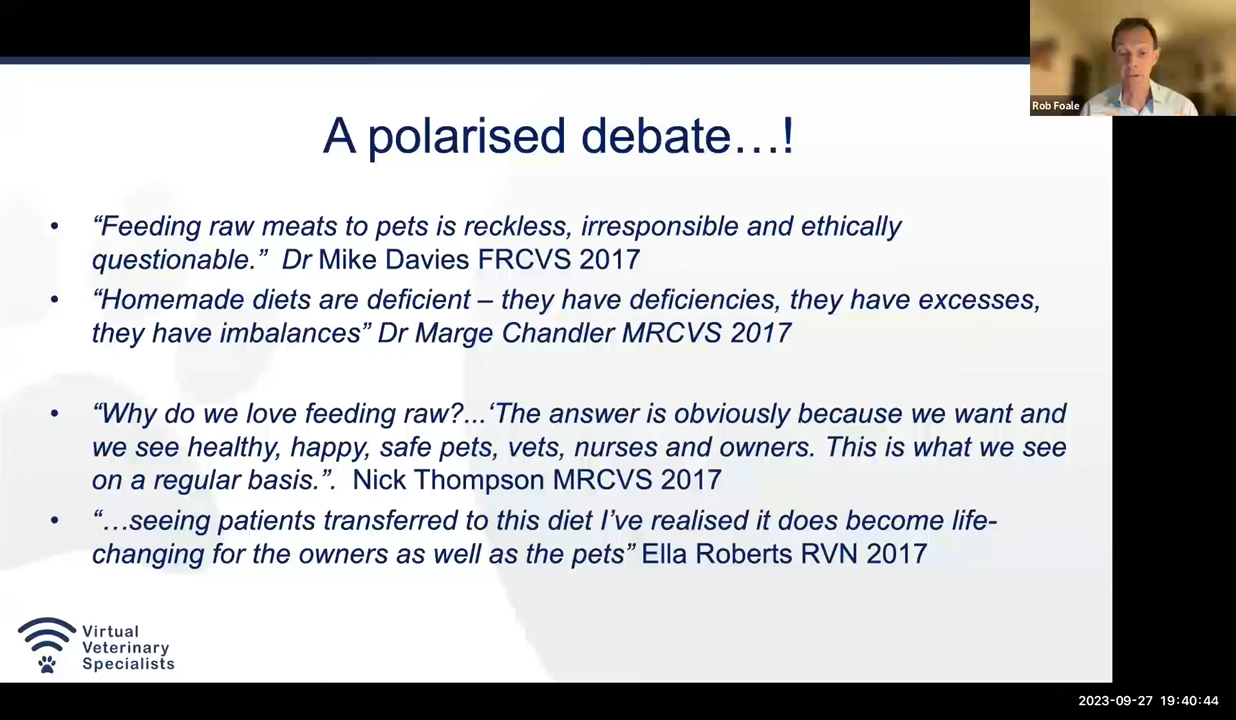 Rob Foale
A polarised debate…!
• “Feeding raw meats to pets is reckless, irresponsible and ethically
questionable.” Dr Mike Davies FRCVS 2017
• “Homemade diets are deficient – they have deficiencies, they have excesses,
they have imbalances” Dr Marge Chandler MRCVS 2017
• “Why do we love feeding raw?...‘The answer is obviously because we want and
we see healthy, happy, safe pets, vets, nurses and owners. This is what we see
on a regular basis.”. Nick Thompson MRCVS 2017
• “…seeing patients transferred to this diet I’ve realised it does become life-
changing for the owners as well as the pets” Ella Roberts RVN 2017
Virtual
Veterinary
Specialists
2023-09-27 19:40:44